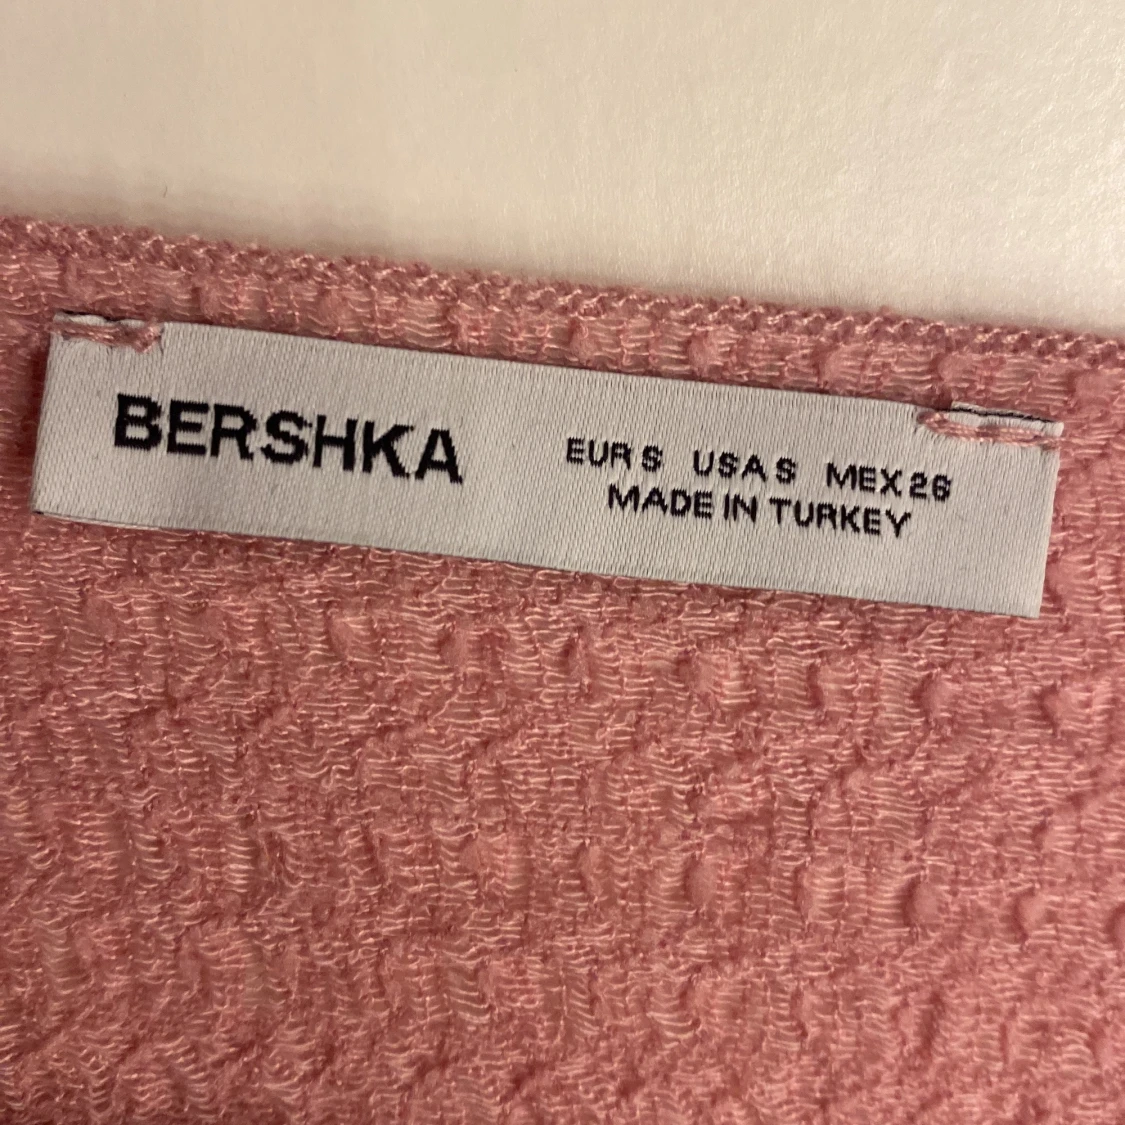 BERSHKA
EUR S USA S MEX 26
MADE IN TURKEY